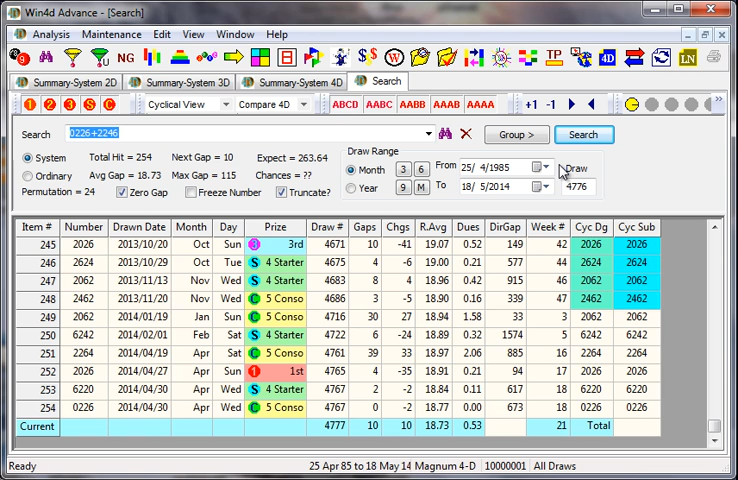 Win4d Advance - [Search]
Analysis Maintenance Edit View Window Help
NG TP 4D LN
Summary-System 2D Summary-System 3D Summary-System 4D Search
1 2 3 S C Cyclical View Compare 4D ABCD AABC AABB AAAB AAAA +1 -1
Search 0226+2246 Group > Search
System Total Hit = 254 Next Gap = 10 Expect = 263.64
Ordinary Avg Gap = 18.73 Max Gap = 115 Chances = ??
Permutation = 24 Zero Gap Freeze Number Truncate?
Draw Range
Month 3 6 From 25/ 4/1985 Draw
Year 9 M To 18/ 5/2014 4776
Item # Number Drawn Date Month Day Prize Draw # Gaps Chgs R.Avg Dues DirGap Week # Cyc Dg Cyc Sub
245 2026 2013/10/20 Oct Sun 3 3rd 4671 10 -41 19.07 0.52 149 42 2026 2026
246 2624 2013/10/29 Oct Tue S 4 Starter 4675 4 -6 19.00 0.21 577 44 2624 2624
247 2062 2013/11/13 Nov Wed S 4 Starter 4683 8 4 18.96 0.42 915 46 2062 2062
248 2462 2013/11/20 Nov Wed C 5 Conso 4686 3 -5 18.90 0.16 339 47 2462 2462
249 2062 2014/01/19 Jan Sun C 5 Conso 4716 30 27 18.94 1.58 33 3 2062 2062
250 6242 2014/02/01 Feb Sat S 4 Starter 4722 6 -24 18.89 0.32 1574 5 6242 6242
251 2264 2014/04/19 Apr Sat C 5 Conso 4761 39 33 18.97 2.06 885 16 2264 2264
252 2026 2014/04/27 Apr Sun 1 1st 4765 4 -35 18.91 0.21 94 17 2026 2026
253 6220 2014/04/30 Apr Wed S 4 Starter 4767 2 -2 18.84 0.11 617 18 6220 6220
254 0226 2014/04/30 Apr Wed C 5 Conso 4767 0 -2 18.77 0.00 673 18 0226 0226
Current 4777 10 10 18.73 0.53 21 Total
Ready 25 Apr 85 to 18 May 14 Magnum 4-D 10000001 All Draws